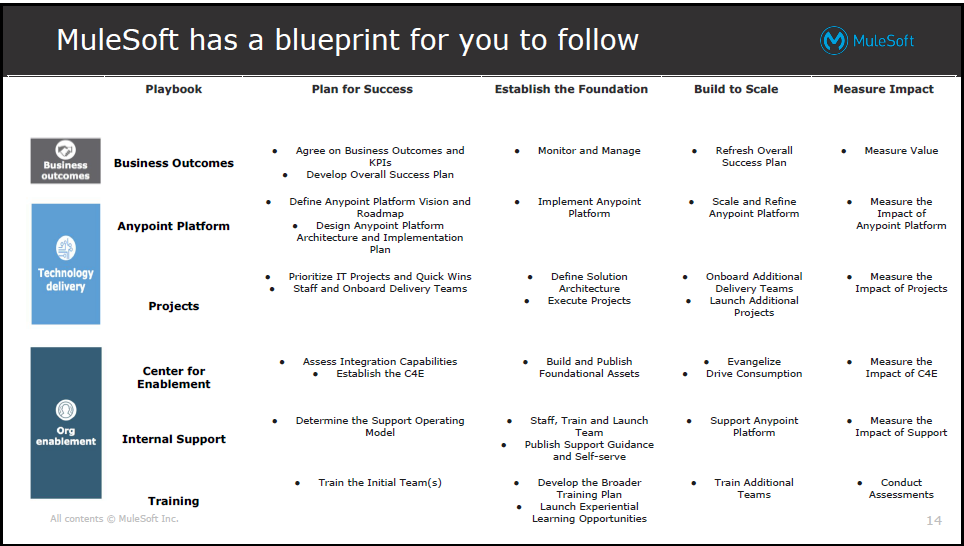 MuleSoft has a blueprint for you to follow
MuleSoft
Playbook
Plan for Success
Establish the Foundation
Build to Scale
Measure Impact
Business
outcomes
Business Outcomes
● Agree on Business Outcomes and
KPIs
● Develop Overall Success Plan
● Monitor and Manage
● Refresh Overall
Success Plan
● Measure Value
Technology
delivery
Anypoint Platform
● Define Anypoint Platform Vision and
Roadmap
● Design Anypoint Platform
Architecture and Implementation
Plan
● Implement Anypoint
Platform
● Scale and Refine
Anypoint Platform
● Measure the
Impact of
Anypoint Platform
Projects
● Prioritize IT Projects and Quick Wins
● Staff and Onboard Delivery Teams
● Define Solution
Architecture
● Execute Projects
● Onboard Additional
Delivery Teams
● Launch Additional
Projects
● Measure the
Impact of Projects
Org
enablement
Center for
Enablement
● Assess Integration Capabilities
● Establish the C4E
● Build and Publish
Foundational Assets
● Evangelize
● Drive Consumption
● Measure the
Impact of C4E
Internal Support
● Determine the Support Operating
Model
● Staff, Train and Launch
Team
● Publish Support Guidance
and Self-serve
● Support Anypoint
Platform
● Measure the
Impact of Support
Training
● Train the Initial Team(s)
● Develop the Broader
Training Plan
● Launch Experiential
Learning Opportunities
● Train Additional
Teams
● Conduct
Assessments
All contents © MuleSoft Inc.
14